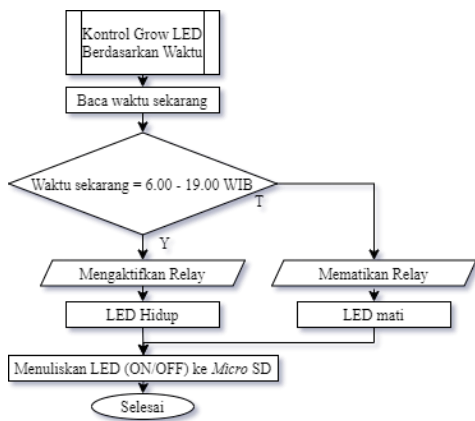 Kontrol Grow LED
Berdasarkan Waktu
Baca waktu sekarang
Waktu sekarang = 6.00 - 19.00 WIB
T
Y
Mengaktifkan Relay
Mematikan Relay
LED Hidup
LED mati
Menuliskan LED (ON/OFF) ke Micro SD
Selesai